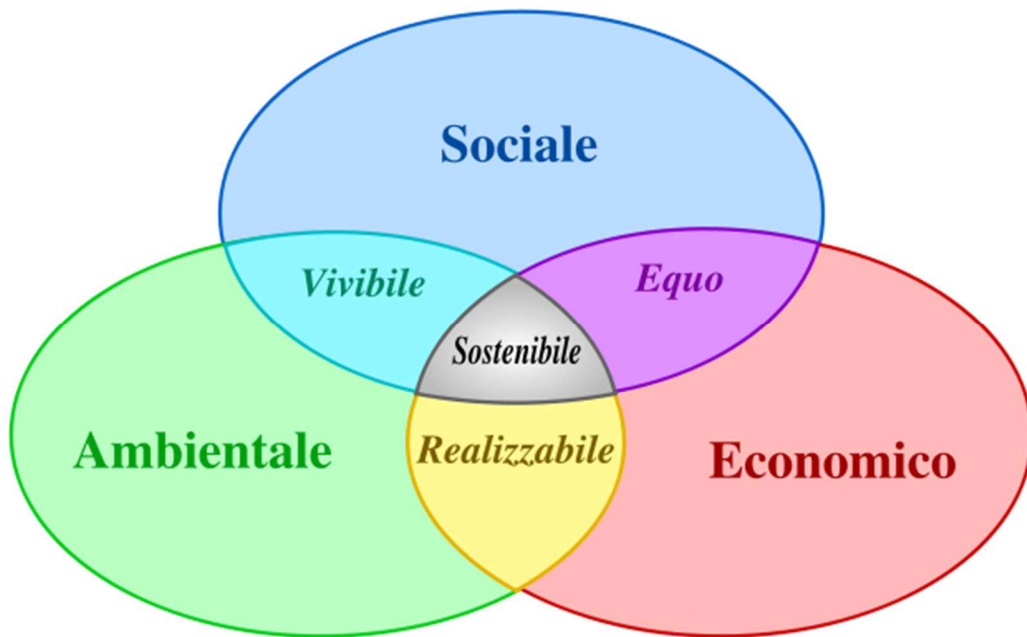 Sociale
Vivibile
Equo
Sostenibile
Ambientale
Realizzabile
Economico